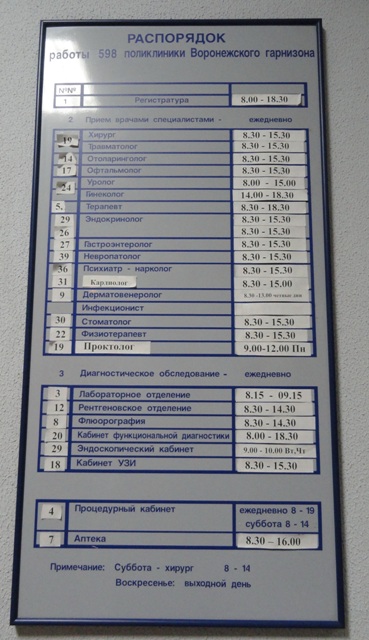 РАСПОРЯДОК
работы 598 поликлиники Воронежского гарнизона
№№
1 Регистратура 8.00 - 18.30
2 Прием врачами специалистами - ежедневно
19 Хирург 8.30 - 15.30
Травматолог 8.30 - 15.30
14 Отоларинголог 8.30 - 15.30
17 Офтальмолог 8.30 - 15.30
Уролог 8.00 - 15.00
24 Гинеколог 14.00 - 18.30
5. Терапевт 8.30 - 18.30
29 Эндокринолог 8.30 - 15.30
26 8.30 - 15.30
27 Гастроэнтеролог 8.30 - 15.30
39 Невропатолог 8.30 - 15.30
36 Психиатр - нарколог 8.30 - 15.30
31 Кардиолог 8.30 - 15.00
9 Дерматовенеролог 8.30 -13.00 четные дни
Инфекционист
30 Стоматолог 8.30 - 15.30
22 Физиотерапевт 8.30 - 15.30
19 Проктолог 9.00-12.00 Пн
3 Диагностическое обследование - ежедневно
3 Лабораторное отделение 8.15 - 09.15
12 Рентгеновское отделение 8.30 - 14.30
8 Флюорография 8.30 - 14.30
20 Кабинет функциональной диагностики 8.00 - 18.30
29 Эндоскопический кабинет 9.00 - 10.00 Вт,Чт
18 Кабинет УЗИ 8.30 - 15.30
4 Процедурный кабинет ежедневно 8 - 19
суббота 8 - 14
7 Аптека 8.30 – 16.00
Примечание: Суббота - хирург 8 - 14
Воскресенье: выходной день